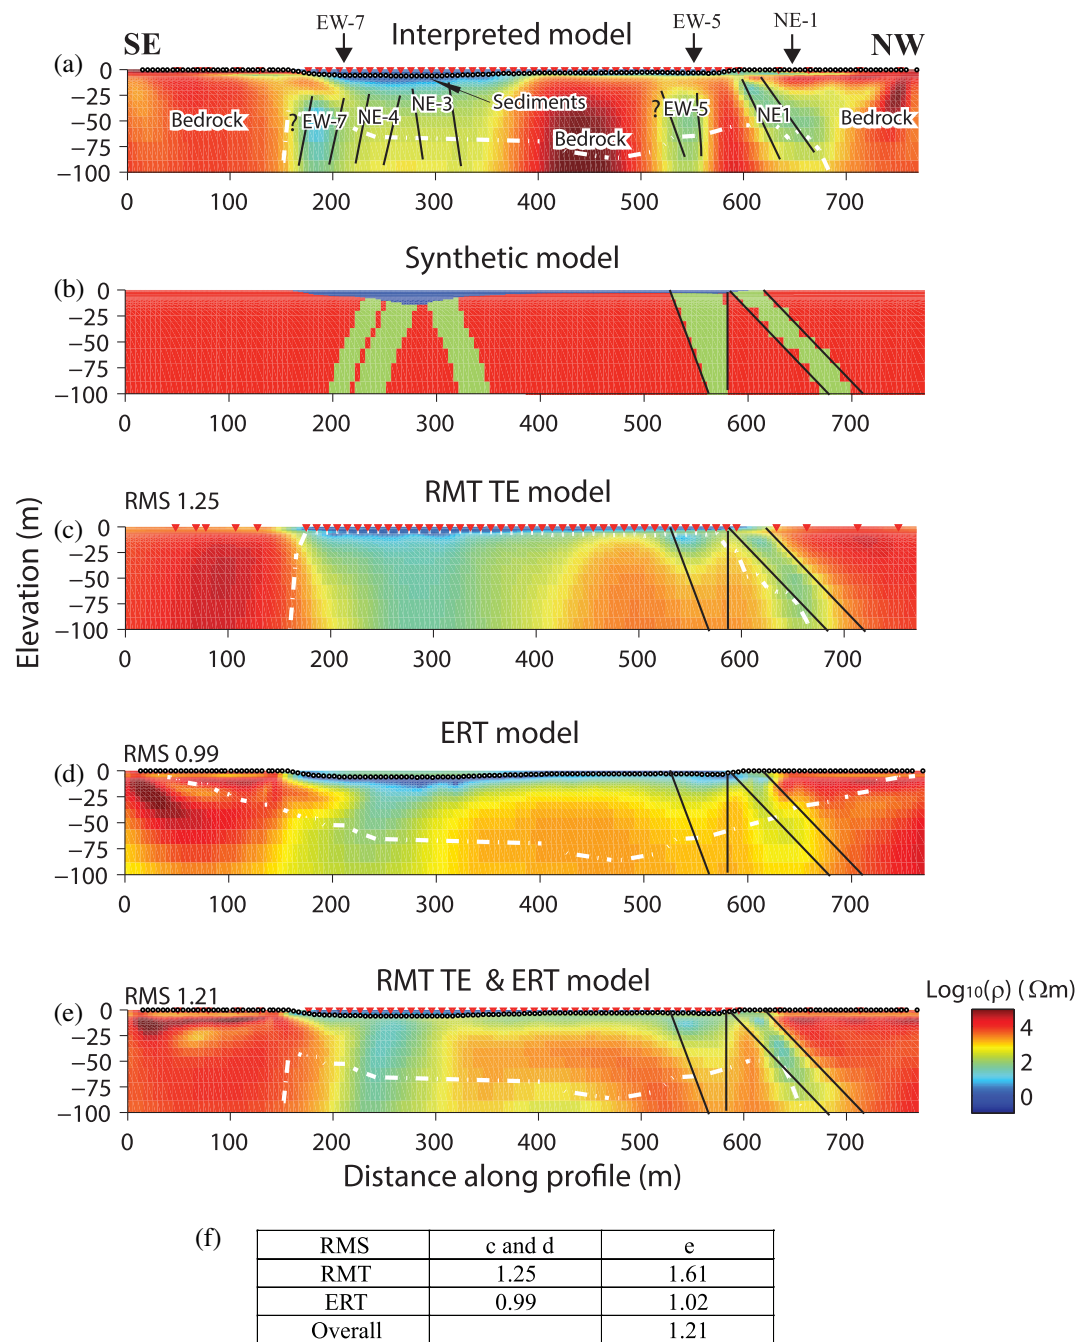 EW-7 EW-5 NE-1
SE Interpreted model NW
(a)
0
−25
−50
−75
−100
Bedrock
? EW-7
NE-4
NE-3
Sediments
Bedrock
? EW-5
NE1
Bedrock
0 100 200 300 400 500 600 700
Synthetic model
(b)
0
−25
−50
−75
−100
0 100 200 300 400 500 600 700
RMT TE model
RMS 1.25
(c)
0
−25
−50
−75
−100
0 100 200 300 400 500 600 700
Elevation (m)
ERT model
RMS 0.99
(d)
0
−25
−50
−75
−100
0 100 200 300 400 500 600 700
RMT TE & ERT model
RMS 1.21
(e)
0
−25
−50
−75
−100
0 100 200 300 400 500 600 700
Distance along profile (m)
Log10(ρ) ( Ωm)
4
2
0
(f)
RMS c and d e
RMT 1.25 1.61
ERT 0.99 1.02
Overall 1.21